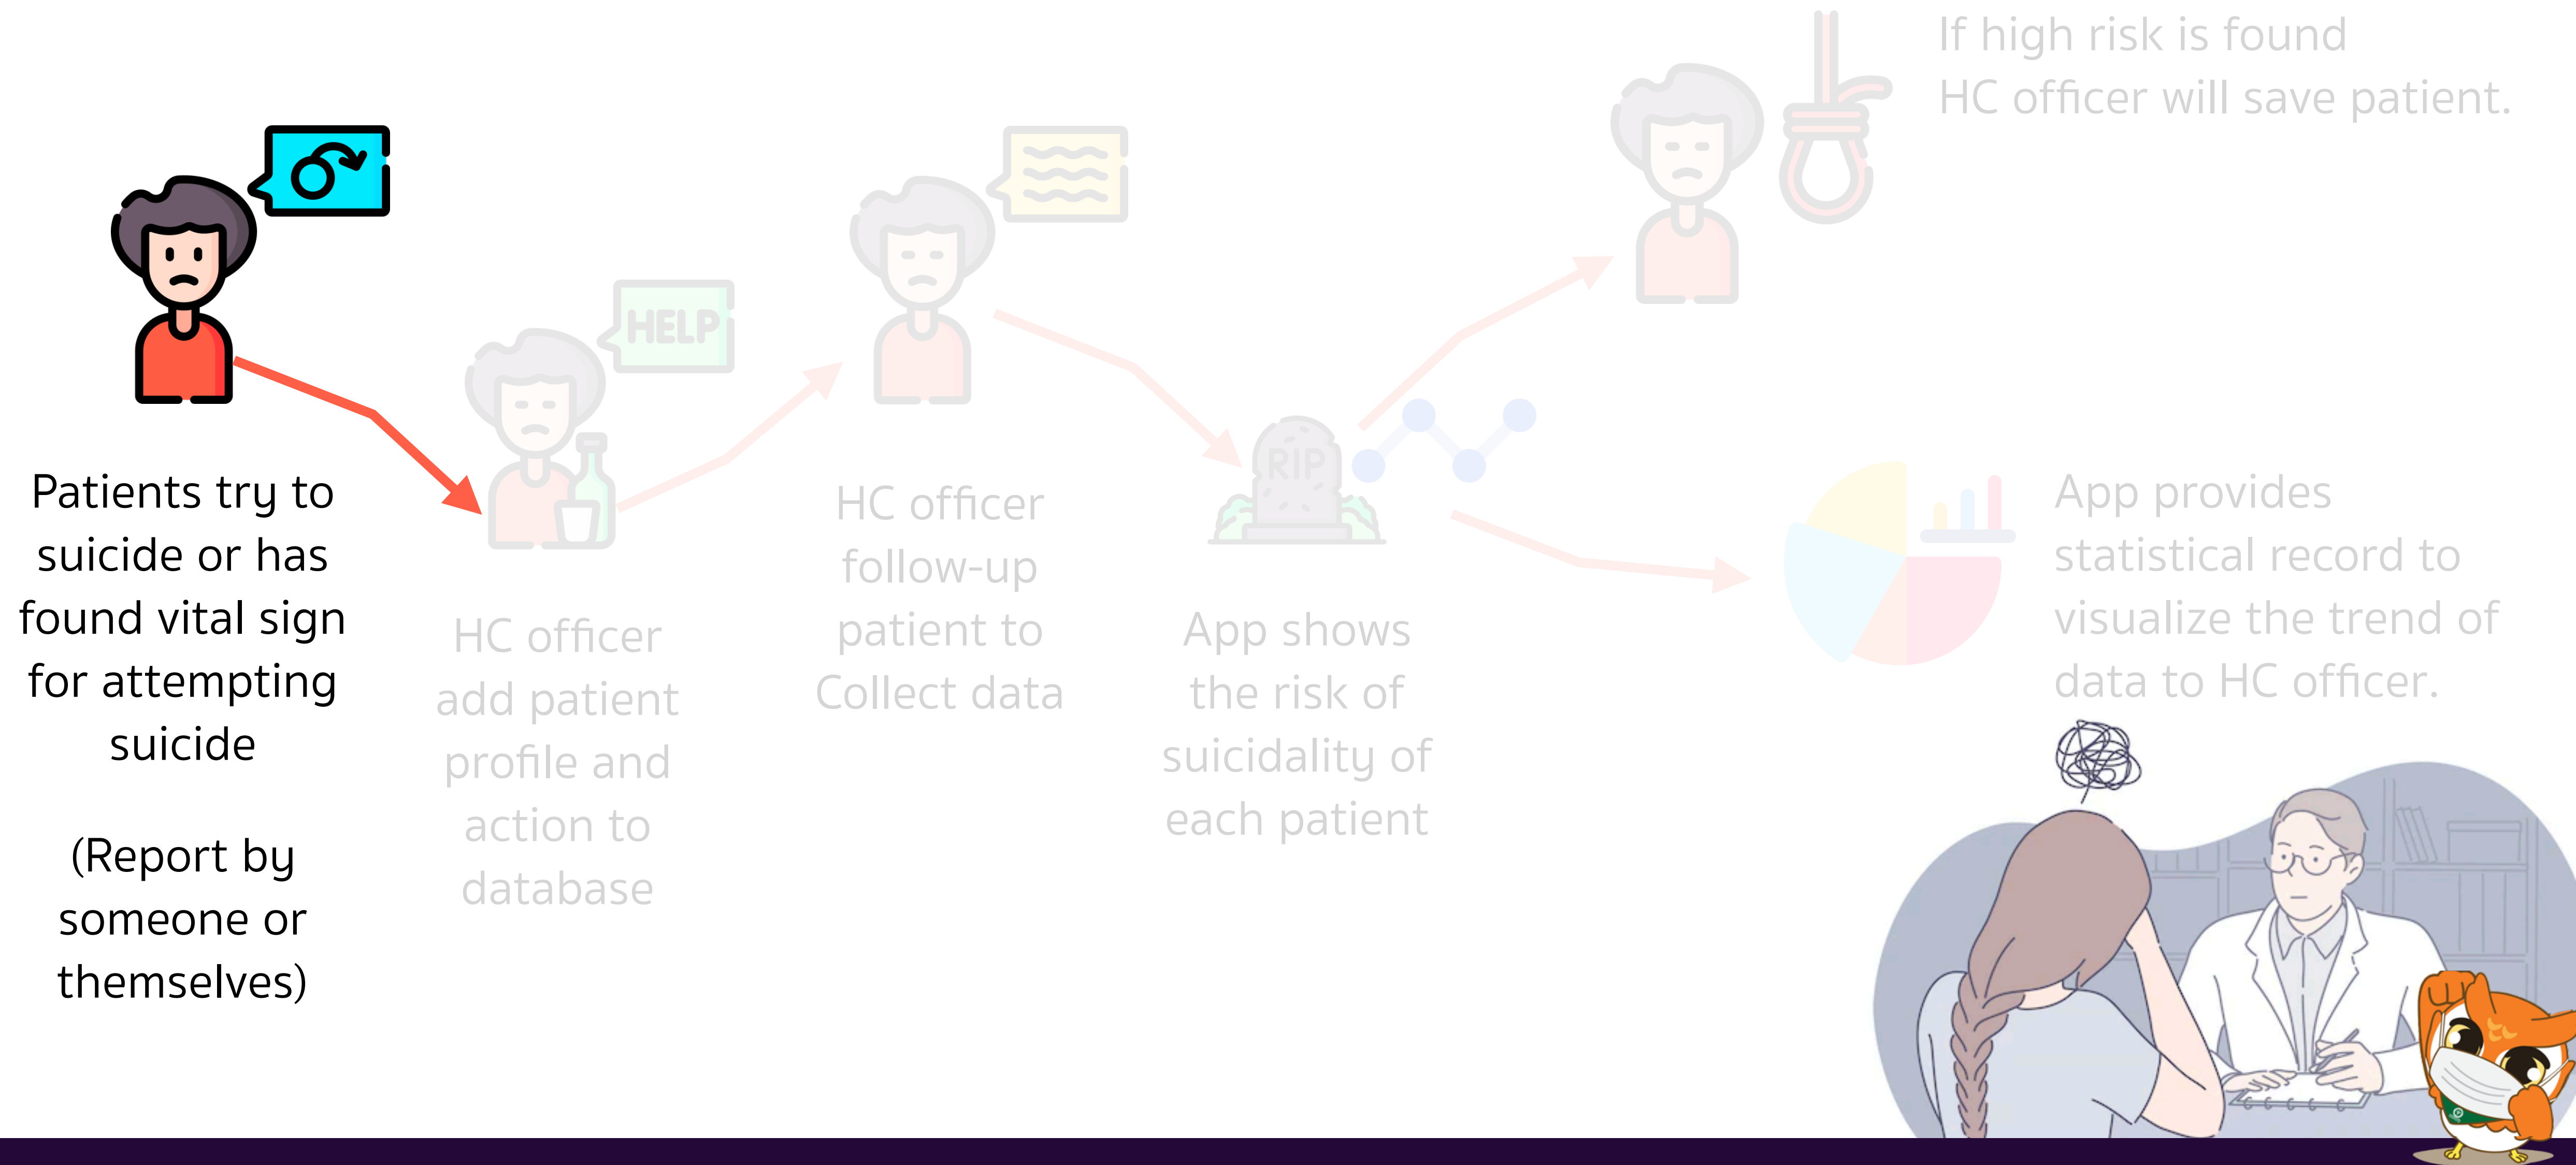 Patients try to
suicide or has
found vital sign
for attempting
suicide
(Report by
someone or
themselves)
HELP
HC officer
add patient
profile and
action to
database
HC officer
follow-up
patient to
Collect data
RIP
App shows
the risk of
suicidality of
each patient
If high risk is found
HC officer will save patient.
App provides
statistical record to
visualize the trend of
data to HC officer.